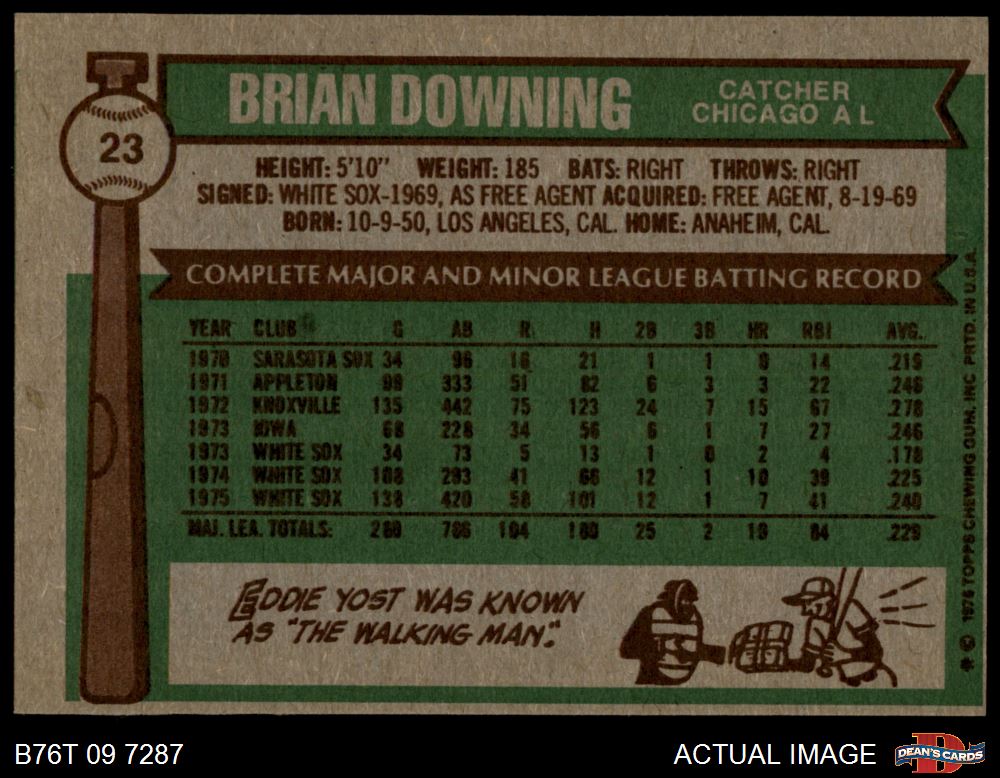 23
BRIAN DOWNING
CATCHER
CHICAGO A L
HEIGHT: 5'10" WEIGHT: 185 BATS: RIGHT THROWS: RIGHT
SIGNED: WHITE SOX-1969, AS FREE AGENT ACQUIRED: FREE AGENT, 8-19-69
BORN: 10-9-50, LOS ANGELES, CAL. HOME: ANAHEIM, CAL.
COMPLETE MAJOR AND MINOR LEAGUE BATTING RECORD
YEAR CLUB G AB R H 2B 3B HR RBI AVG.
1970 SARASOTA SOX 34 96 16 21 1 1 0 14 .219
1971 APPLETON 99 333 51 82 6 3 3 22 .246
1972 KNOXVILLE 135 442 75 123 24 7 15 67 .278
1973 IOWA 68 228 34 56 6 1 7 27 .246
1973 WHITE SOX 34 73 5 13 1 0 2 4 .178
1974 WHITE SOX 108 293 41 66 12 1 10 39 .225
1975 WHITE SOX 138 420 58 101 12 1 7 41 .240
MAJ. LEA. TOTALS: 280 786 104 180 25 2 19 84 .229
EDDIE YOST WAS KNOWN
AS "THE WALKING MAN."
* © 1976 TOPPS CHEWING GUM, INC. PRTD. IN U.S.A.
B76T 09 7287
ACTUAL IMAGE
D
DEAN'S CARDS